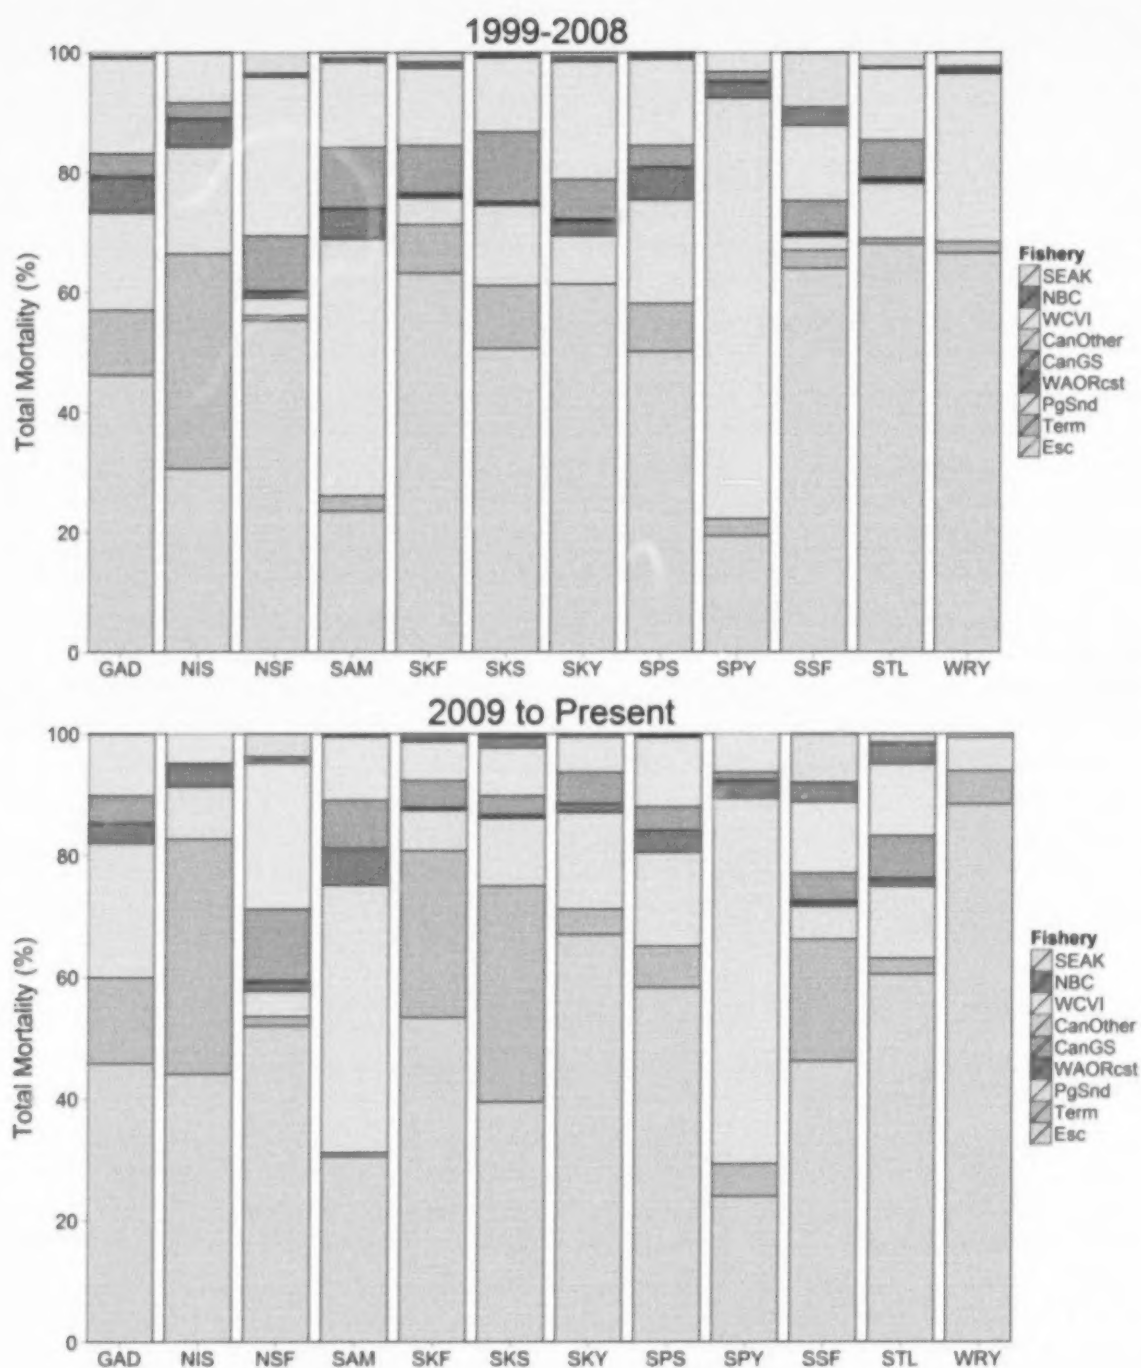 1999-2008
100
80
60
40
20
0
Total Mortality (%)
GAD NIS NSF SAM SKF SKS SKY SPS SPY SSF STL WRY
Fishery
SEAK
NBC
WCVI
CanOther
CanGS
WAORcst
PgSnd
Term
Esc
2009 to Present
100
80
60
40
20
0
Total Mortality (%)
GAD NIS NSF SAM SKF SKS SKY SPS SPY SSF STL WRY
Fishery
SEAK
NBC
WCVI
CanOther
CanGS
WAORcst
PgSnd
Term
Esc